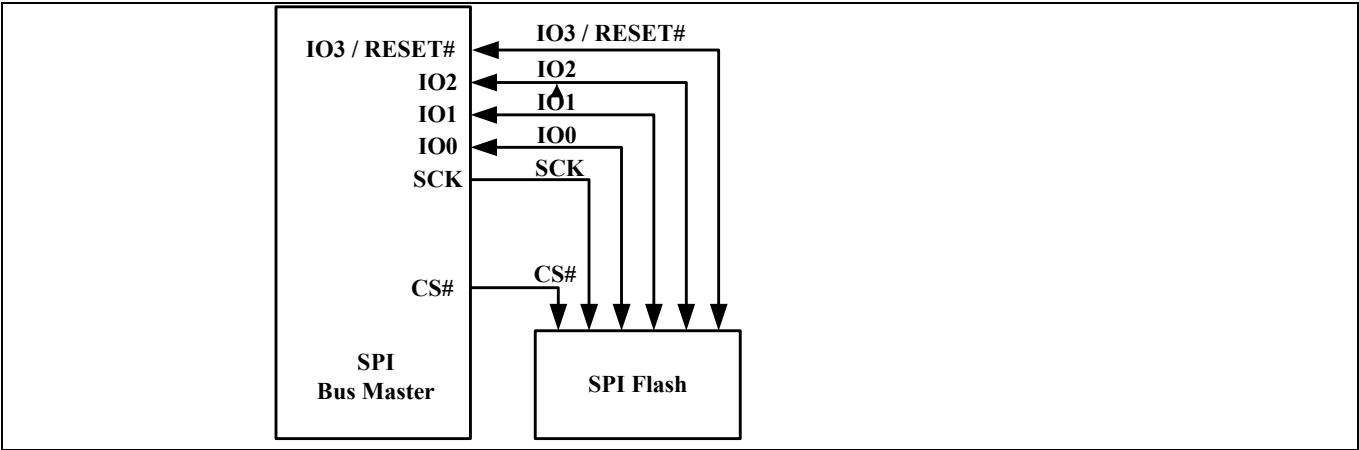 IO3 / RESET#
IO3 / RESET#
IO2
IO2
IO1
IO1
IO0
IO0
SCK
SCK
CS#
CS#
SPI
Bus Master
SPI Flash